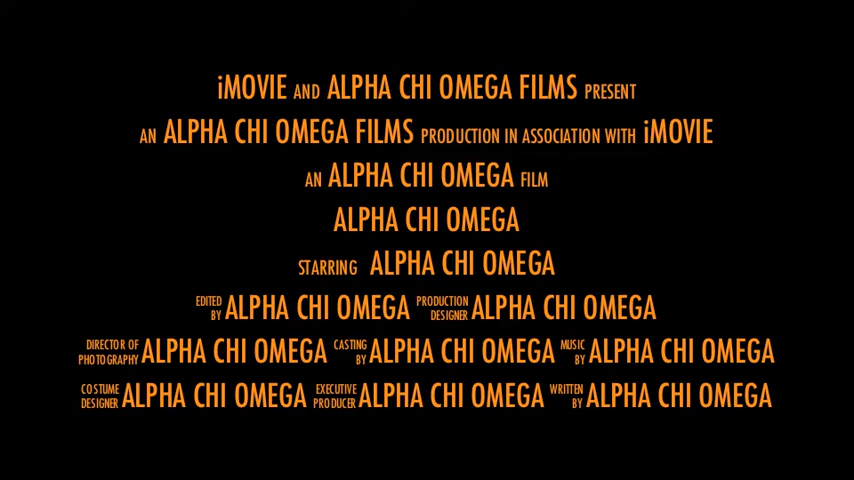 iMOVIE AND ALPHA CHI OMEGA FILMS PRESENT
AN ALPHA CHI OMEGA FILMS PRODUCTION IN ASSOCIATION WITH iMOVIE
AN ALPHA CHI OMEGA FILM
ALPHA CHI OMEGA
STARRING ALPHA CHI OMEGA
EDITED BY ALPHA CHI OMEGA PRODUCTION DESIGNER ALPHA CHI OMEGA
DIRECTOR OF PHOTOGRAPHY ALPHA CHI OMEGA CASTING BY ALPHA CHI OMEGA MUSIC BY ALPHA CHI OMEGA
COSTUME DESIGNER ALPHA CHI OMEGA EXECUTIVE PRODUCER ALPHA CHI OMEGA WRITTEN BY ALPHA CHI OMEGA